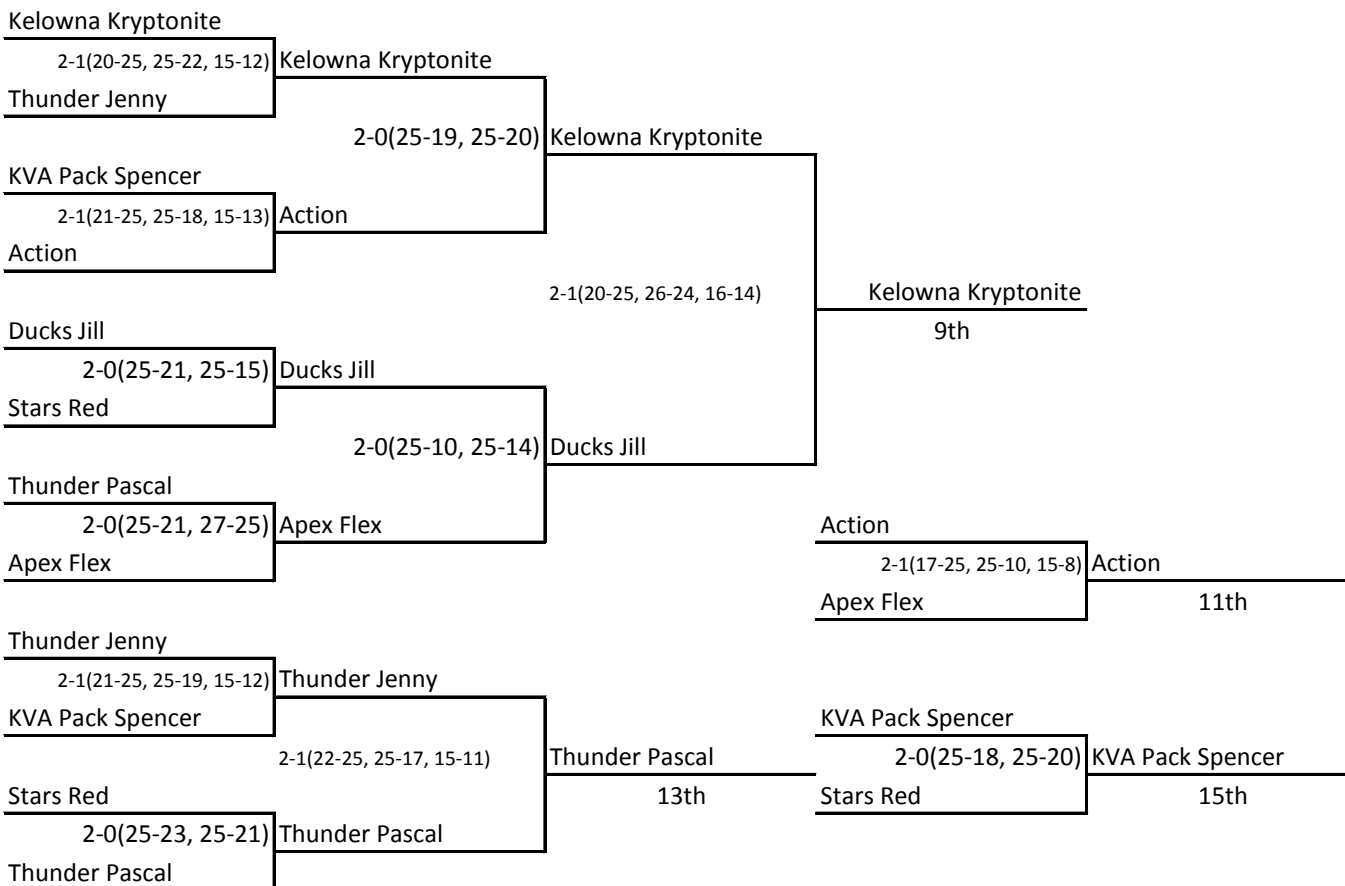 Kelowna Kryptonite
2-1(20-25, 25-22, 15-12) Kelowna Kryptonite
Thunder Jenny
2-0(25-19, 25-20) Kelowna Kryptonite
KVA Pack Spencer
2-1(21-25, 25-18, 15-13) Action
Action
2-1(20-25, 26-24, 16-14) Kelowna Kryptonite
Ducks Jill 9th
2-0(25-21, 25-15) Ducks Jill
Stars Red
2-0(25-10, 25-14) Ducks Jill
Thunder Pascal
2-0(25-21, 27-25) Apex Flex Action
Apex Flex 2-1(17-25, 25-10, 15-8) Action
Apex Flex 11th
Thunder Jenny
2-1(21-25, 25-19, 15-12) Thunder Jenny
KVA Pack Spencer KVA Pack Spencer
2-1(22-25, 25-17, 15-11) Thunder Pascal 2-0(25-18, 25-20) KVA Pack Spencer
Stars Red 13th Stars Red 15th
2-0(25-23, 25-21) Thunder Pascal
Thunder Pascal